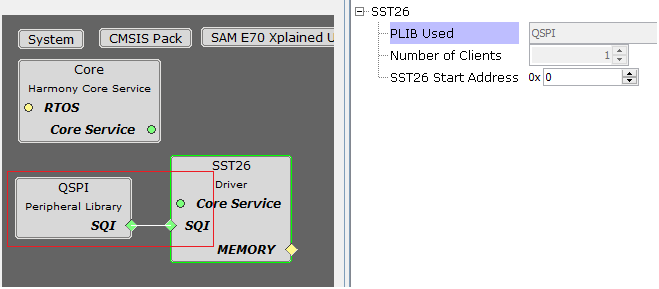 System
CMSIS Pack
SAM E70 Xplained U
Core
Harmony Core Service
RTOS
Core Service
QSPI
Peripheral Library
SQI
SST26
Driver
Core Service
SQI
MEMORY
SST26
PLIB Used QSPI
Number of Clients 1
SST26 Start Address 0x 0